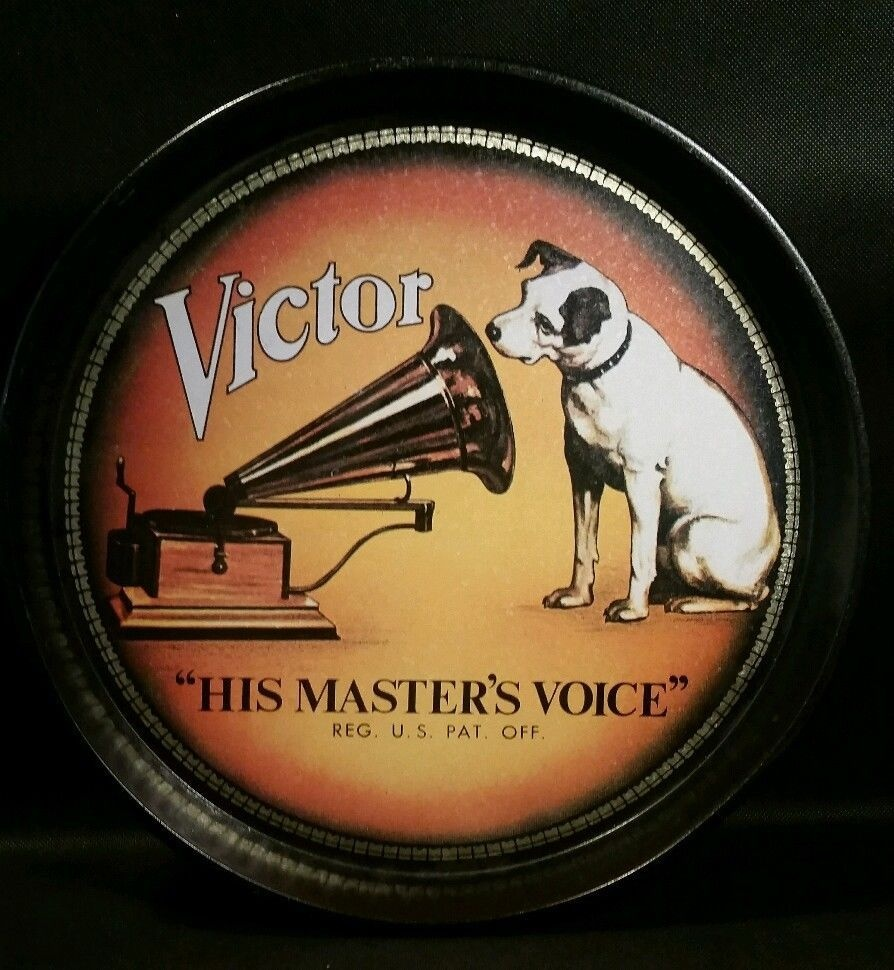 Victor
“HIS MASTER'S VOICE”
REG. U.S. PAT. OFF.